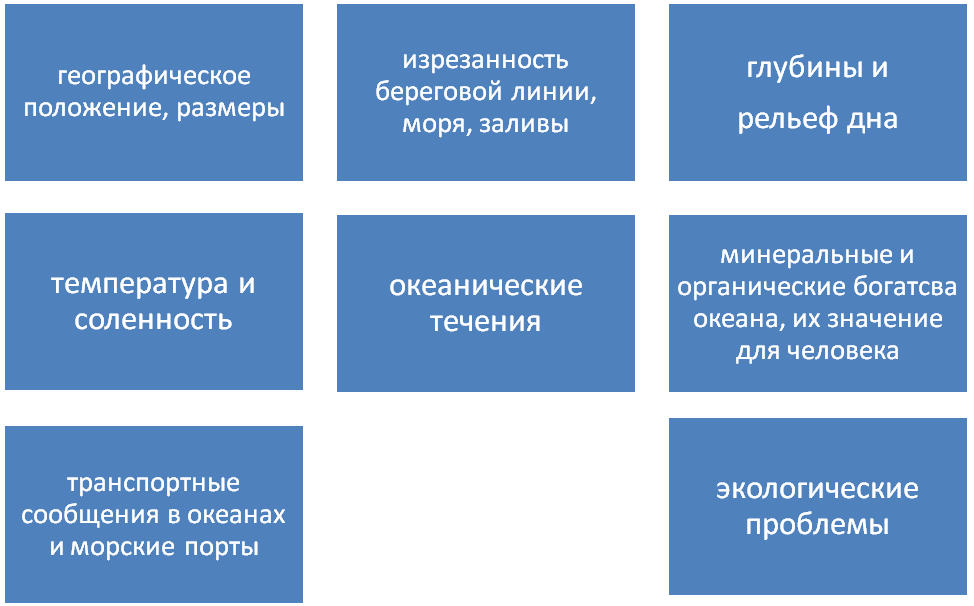 географическое
положение, размеры
изрезанность
береговой линии,
моря, заливы
глубины и
рельеф дна
температура и
соленность
океанические
течения
минеральные и
органические богатсва
океана, их значение
для человека
транспортные
сообщения в океанах
и морские порты
экологические
проблемы